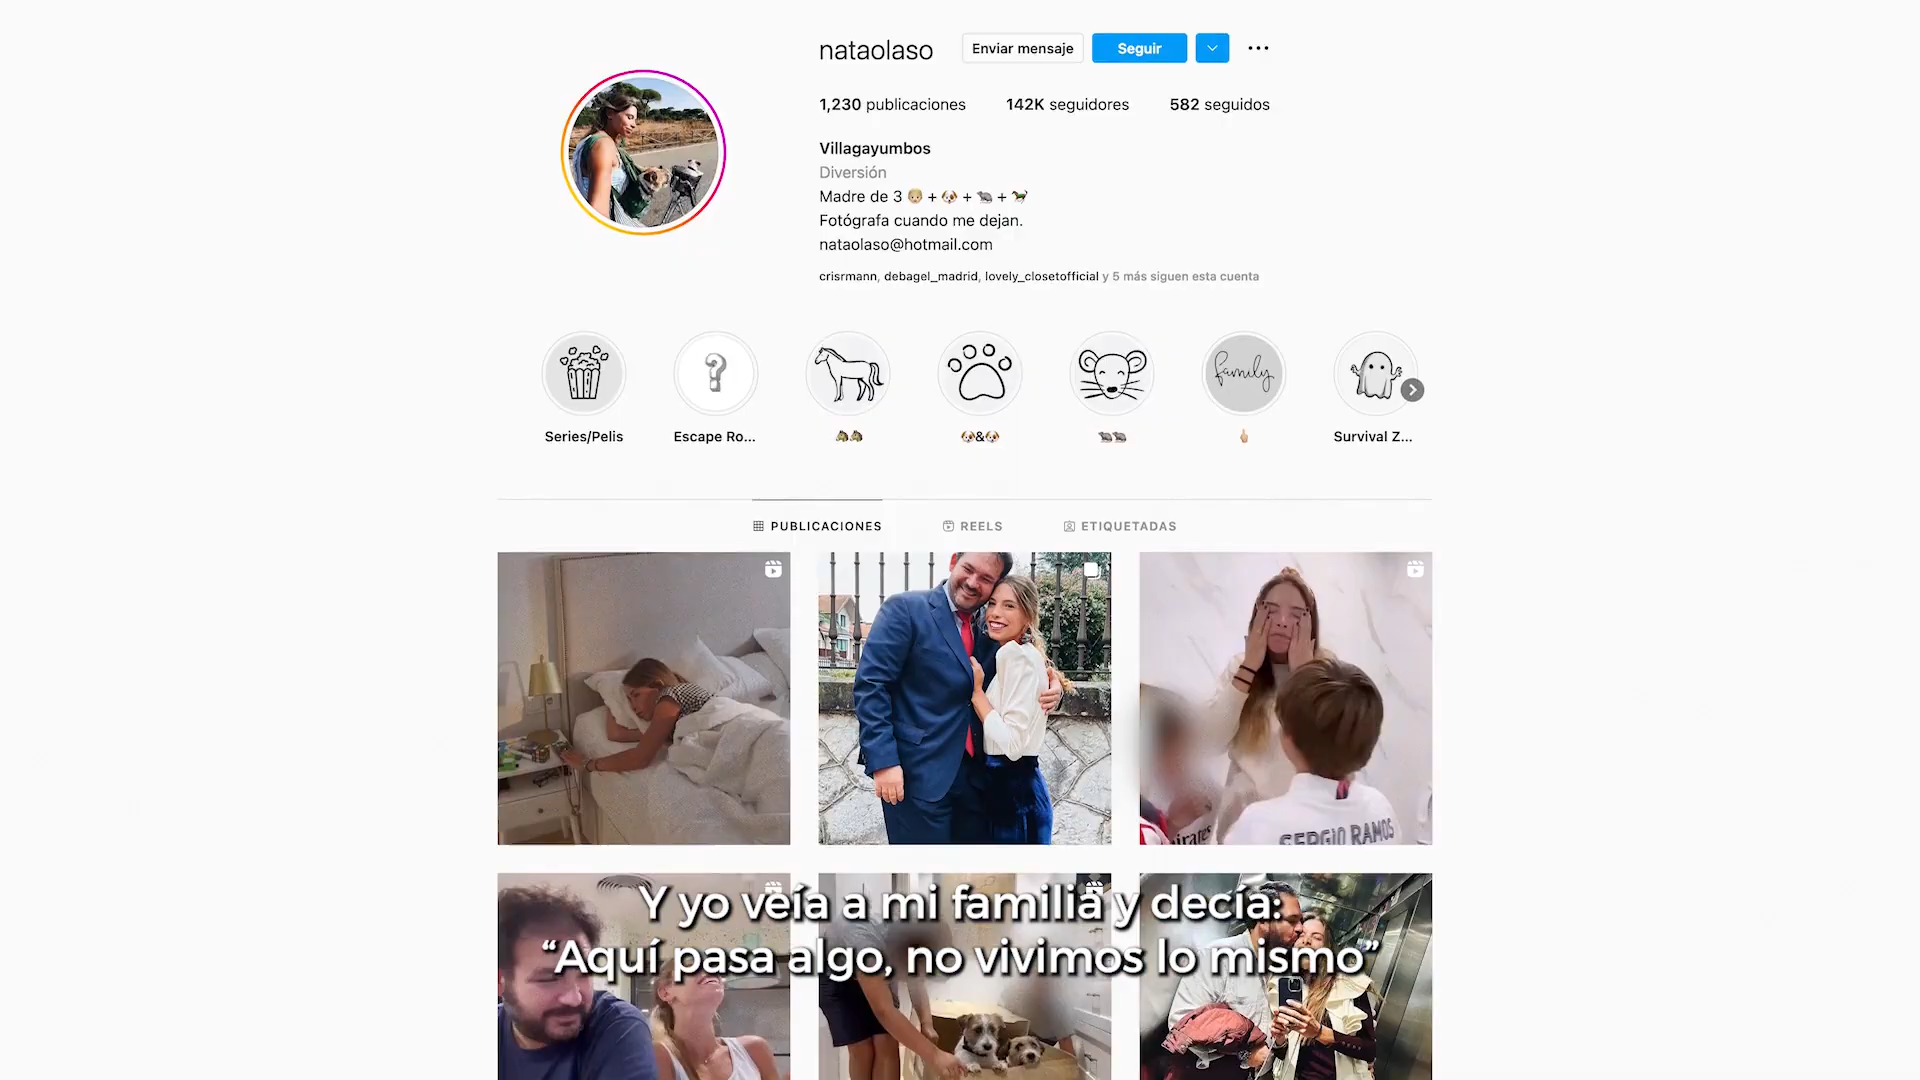 nataolaso
Enviar mensaje
Seguir
1,230 publicaciones
142K seguidores
582 seguidos
Villagayumbos
Diversión
Madre de 3 👶🏼 + 🐶 + 🐀 + 🐎
Fotógrafa cuando me dejan.
nataolaso@hotmail.com
crisrmann, debagel_madrid, lovely_closetofficial y 5 más siguen esta cuenta
family
Series/Pelis
Escape Ro...
🐴🐴
🐶&🐶
🐀🐀
Survival Z...
PUBLICACIONES
REELS
ETIQUETADAS
SERGIO RAMOS
Y yo veía a mi familia y decía:
“Aquí pasa algo, no vivimos lo mismo”